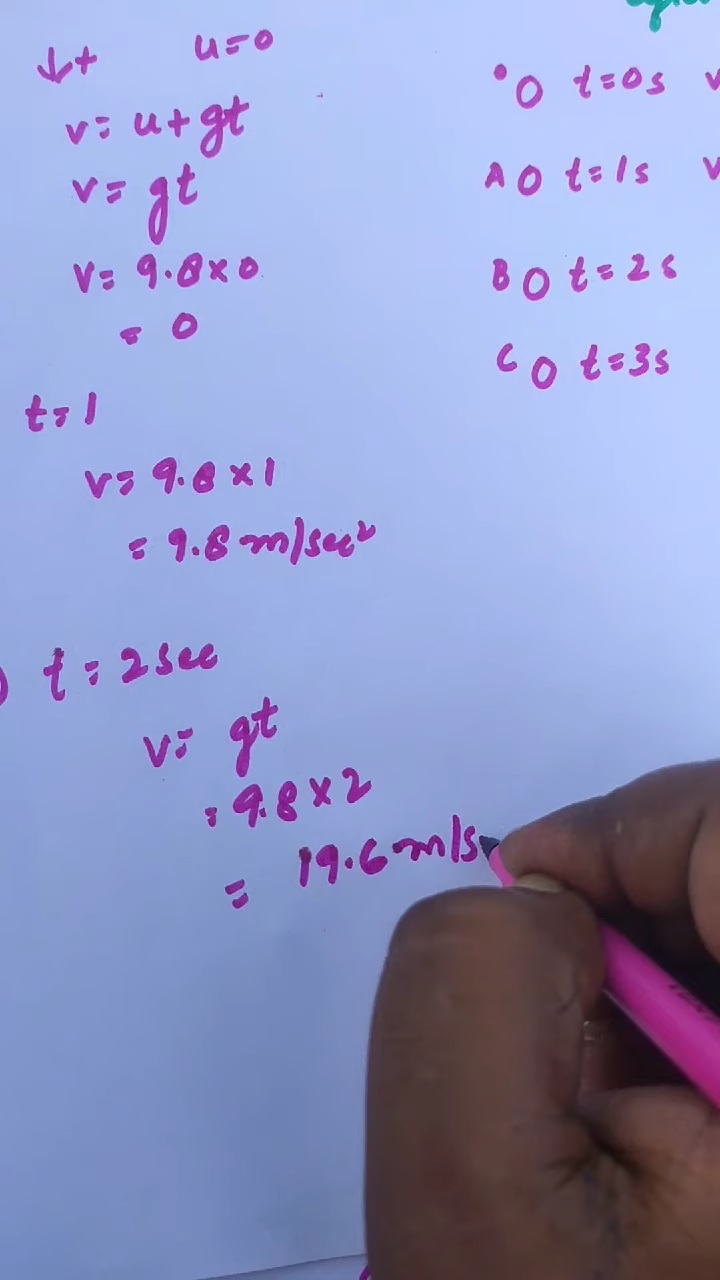 ↓+ u=0
v= u+gt
v= gt
v= 9.8×0
= 0
t=1
v= 9.8×1
= 9.8 m/sec²
) t= 2sec
v= gt
= 9.8×2
= 19.6 m/s
O t=0s v
A O t=1s v
B O t=2s
C O t=3s